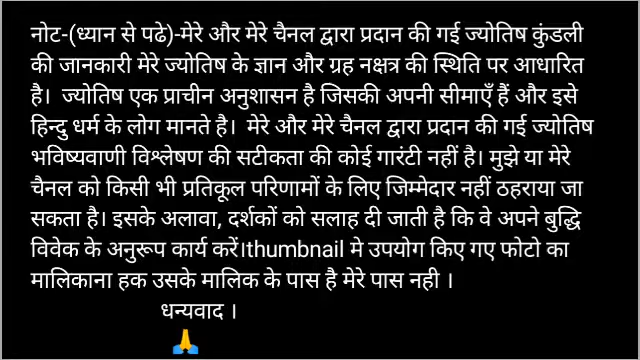 नोट-(ध्यान से पढे)-मेरे और मेरे चैनल द्वारा प्रदान की गई ज्योतिष कुंडली
की जानकारी मेरे ज्योतिष के ज्ञान और ग्रह नक्षत्र की स्थिति पर आधारित
है।  ज्योतिष एक प्राचीन अनुशासन है जिसकी अपनी सीमाएँ हैं और इसे
हिन्दु धर्म के लोग मानते है।  मेरे और मेरे चैनल द्वारा प्रदान की गई ज्योतिष
भविष्यवाणी विश्लेषण की सटीकता की कोई गारंटी नहीं है। मुझे या मेरे
चैनल को किसी भी प्रतिकूल परिणामों के लिए जिम्मेदार नहीं ठहराया जा
सकता है। इसके अलावा, दर्शकों को सलाह दी जाती है कि वे अपने बुद्धि
विवेक के अनुरूप कार्य करें।thumbnail मे उपयोग किए गए फोटो का
मालिकाना हक उसके मालिक के पास है मेरे पास नही ।
धन्यवाद ।
🙏